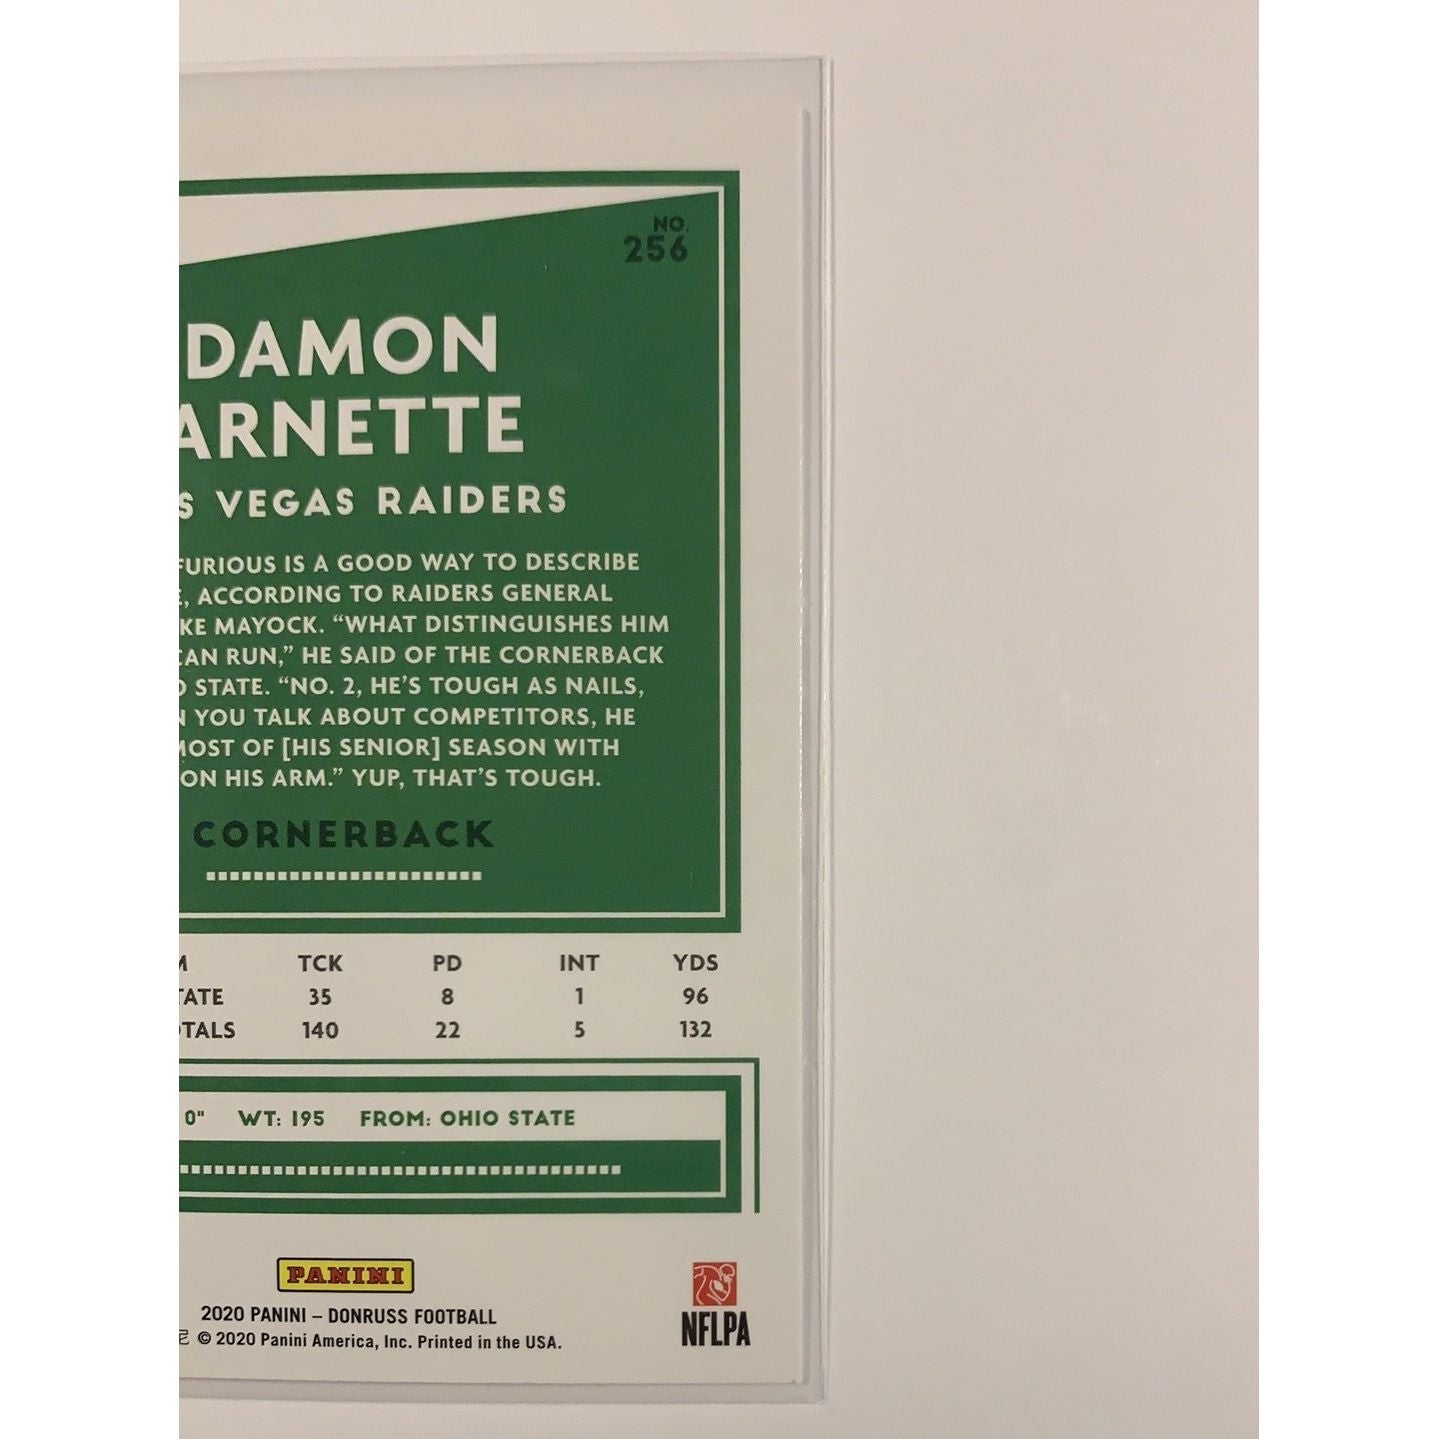 NO.
256
DAMON
ARNETTE
S VEGAS RAIDERS
FURIOUS IS A GOOD WAY TO DESCRIBE
, ACCORDING TO RAIDERS GENERAL
KE MAYOCK. “WHAT DISTINGUISHES HIM
CAN RUN,” HE SAID OF THE CORNERBACK
STATE. “NO. 2, HE’S TOUGH AS NAILS,
YOU TALK ABOUT COMPETITORS, HE
MOST OF [HIS SENIOR] SEASON WITH
ON HIS ARM.” YUP, THAT’S TOUGH.
CORNERBACK
M TCK PD INT YDS
TATE 35 8 1 96
OTALS 140 22 5 132
0" WT: 195 FROM: OHIO STATE
PANINI
2020 PANINI – DONRUSS FOOTBALL
© 2020 Panini America, Inc. Printed in the USA.
NFLPA